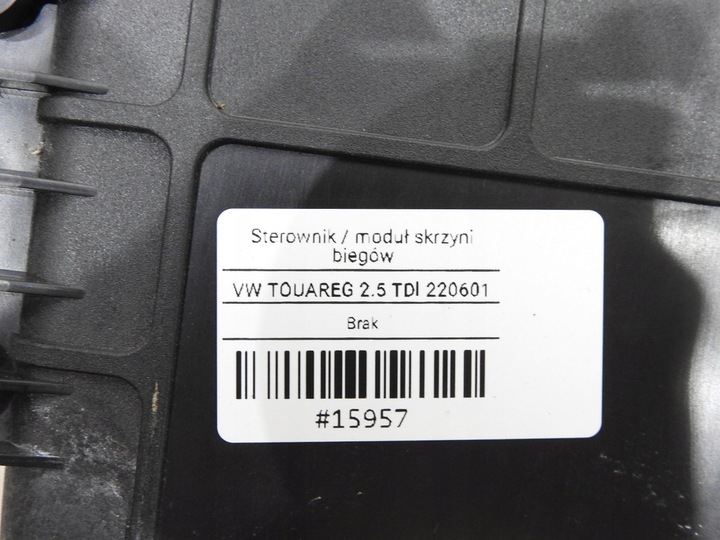 Sterownik / moduł skrzyni
biegów
VW TOUAREG 2.5 TDI 220601
Brak
#15957